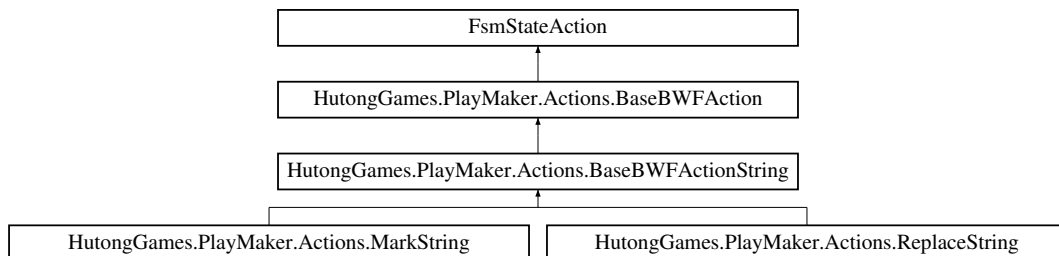 FsmStateAction
HutongGames.PlayMaker.Actions.BaseBWFAction
HutongGames.PlayMaker.Actions.BaseBWFActionString
HutongGames.PlayMaker.Actions.MarkString
HutongGames.PlayMaker.Actions.ReplaceString